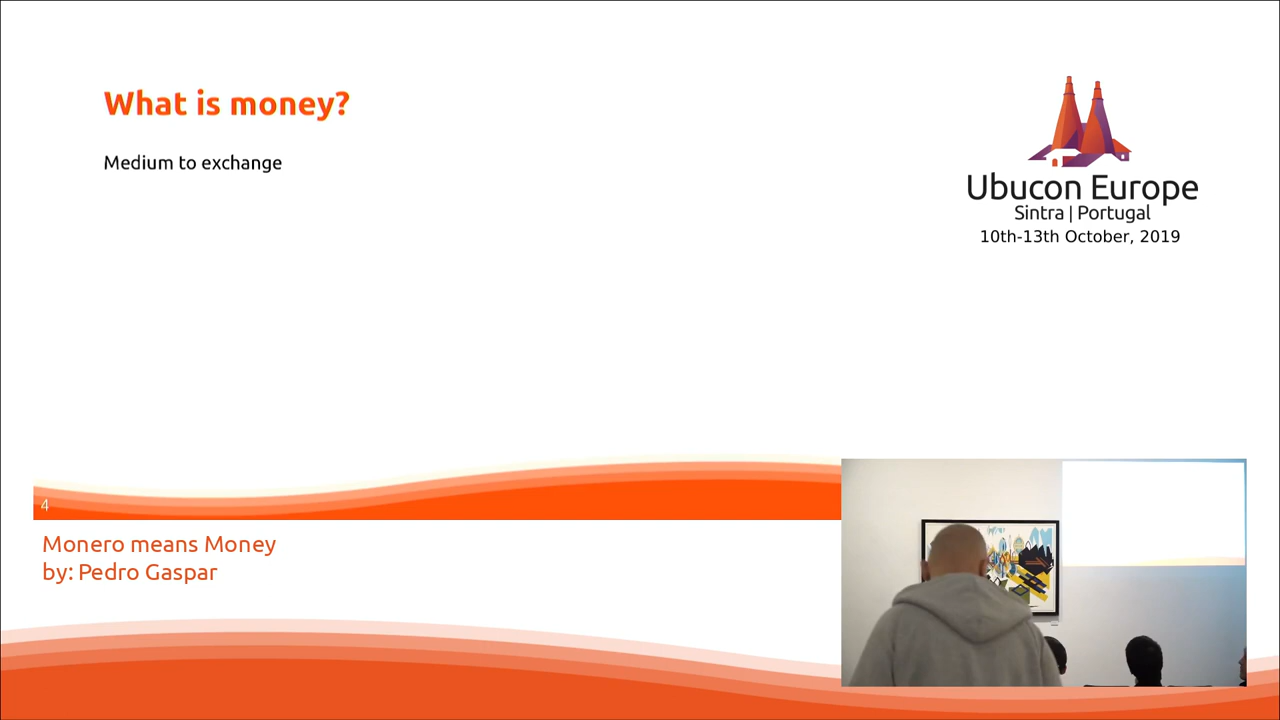 What is money?
Medium to exchange
Ubucon Europe
Sintra | Portugal
10th-13th October, 2019
4
Monero means Money
by: Pedro Gaspar